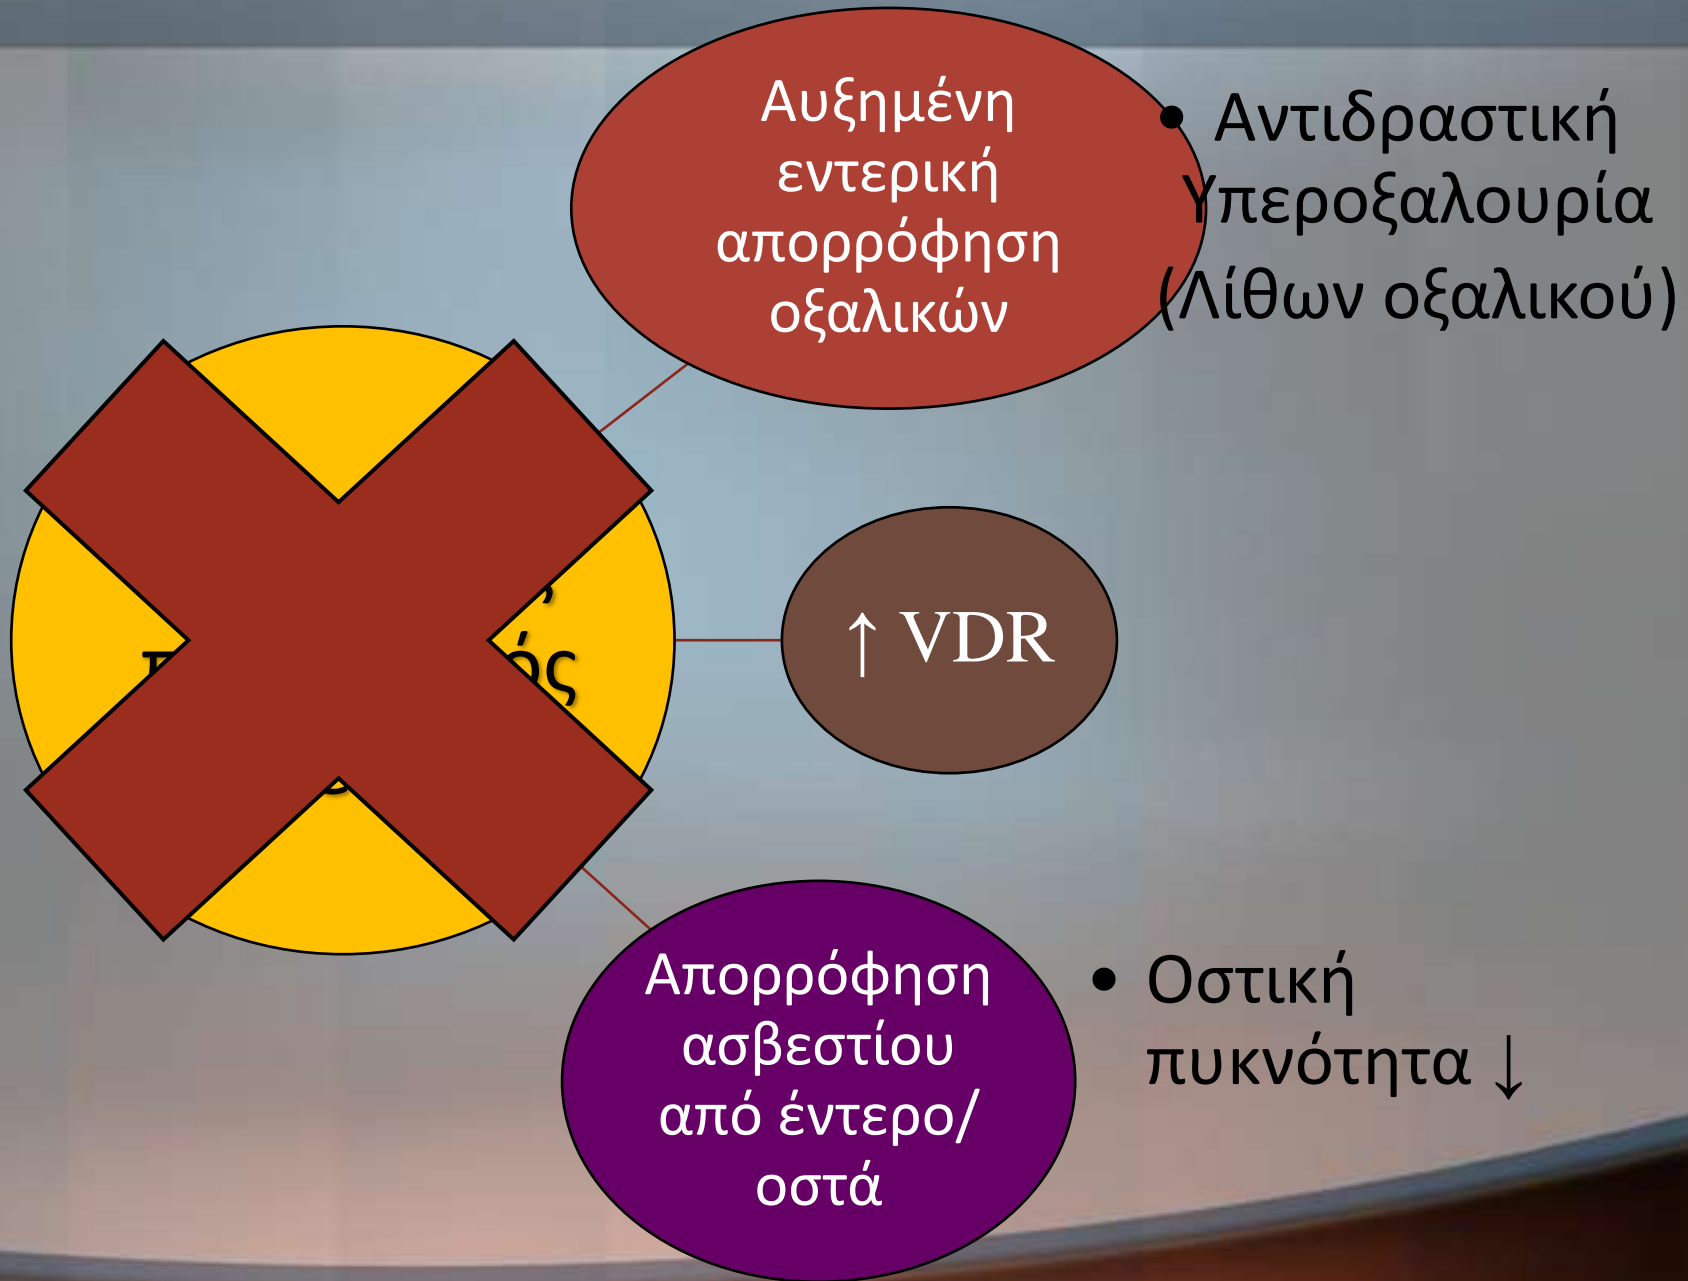 Αυξημένη
εντερική
απορρόφηση
οξαλικών
• Αντιδραστική
Υπεροξαλουρία
(Λίθων οξαλικού)
↑ VDR
Απορρόφηση
ασβεστίου
από έντερο/
οστά
• Οστική
πυκνότητα ↓